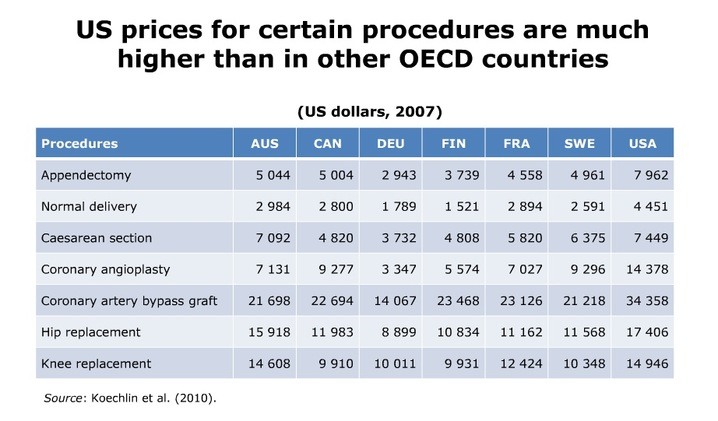 US prices for certain procedures are much
higher than in other OECD countries
(US dollars, 2007)
Procedures AUS CAN DEU FIN FRA SWE USA
Appendectomy 5 044 5 004 2 943 3 739 4 558 4 961 7 962
Normal delivery 2 984 2 800 1 789 1 521 2 894 2 591 4 451
Caesarean section 7 092 4 820 3 732 4 808 5 820 6 375 7 449
Coronary angioplasty 7 131 9 277 3 347 5 574 7 027 9 296 14 378
Coronary artery bypass graft 21 698 22 694 14 067 23 468 23 126 21 218 34 358
Hip replacement 15 918 11 983 8 899 10 834 11 162 11 568 17 406
Knee replacement 14 608 9 910 10 011 9 931 12 424 10 348 14 946
Source: Koechlin et al. (2010).